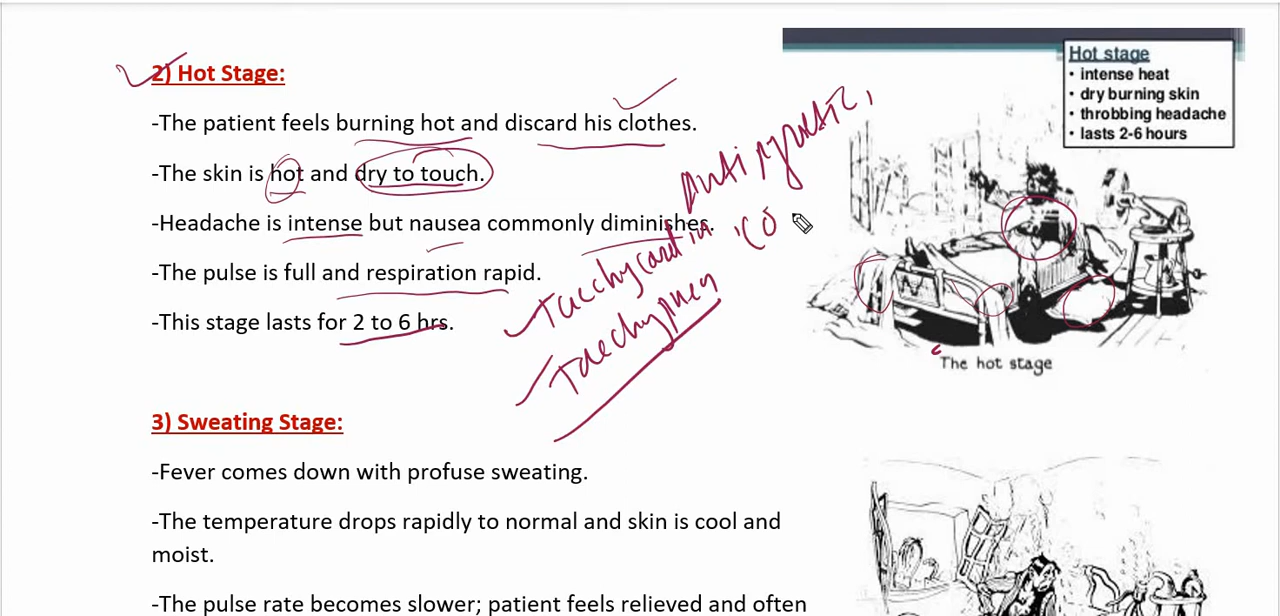 2) Hot Stage:
-The patient feels burning hot and discard his clothes.
-The skin is hot and dry to touch.
-Headache is intense but nausea commonly diminishes.
-The pulse is full and respiration rapid.
-This stage lasts for 2 to 6 hrs.
Antipyretic,
Tacchycardia
Tacchypnea
Hot stage
• intense heat
• dry burning skin
• throbbing headache
• lasts 2-6 hours
The hot stage
3) Sweating Stage:
-Fever comes down with profuse sweating.
-The temperature drops rapidly to normal and skin is cool and
moist.
-The pulse rate becomes slower; patient feels relieved and often